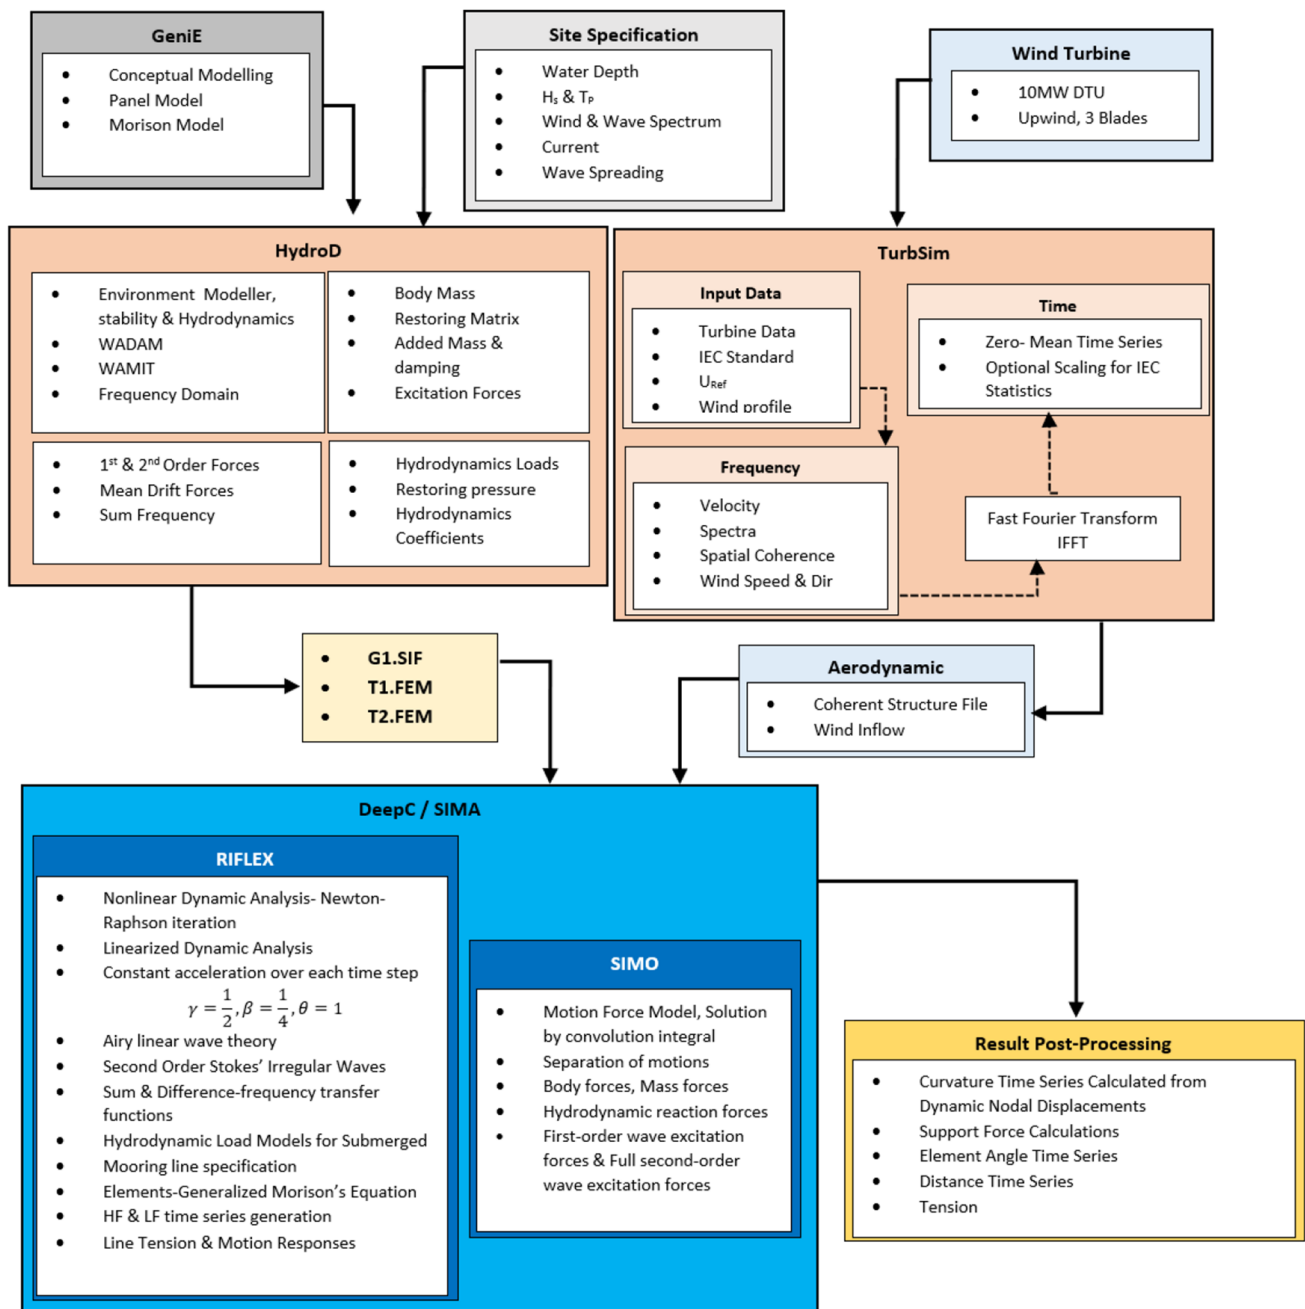 GeniE
• Conceptual Modelling
• Panel Model
• Morison Model
Site Specification
• Water Depth
• Hₛ & Tₚ
• Wind & Wave Spectrum
• Current
• Wave Spreading
Wind Turbine
• 10MW DTU
• Upwind, 3 Blades
HydroD
• Environment Modeller,
stability & Hydrodynamics
• WADAM
• WAMIT
• Frequency Domain
• Body Mass
• Restoring Matrix
• Added Mass &
damping
• Excitation Forces
• 1st & 2nd Order Forces
• Mean Drift Forces
• Sum Frequency
• Hydrodynamics Loads
• Restoring pressure
• Hydrodynamics
Coefficients
TurbSim
Input Data
• Turbine Data
• IEC Standard
• URef
• Wind profile
Frequency
• Velocity
• Spectra
• Spatial Coherence
• Wind Speed & Dir
Time
• Zero- Mean Time Series
• Optional Scaling for IEC
Statistics
Fast Fourier Transform
IFFT
• G1.SIF
• T1.FEM
• T2.FEM
Aerodynamic
• Coherent Structure File
• Wind Inflow
DeepC / SIMA
RIFLEX
• Nonlinear Dynamic Analysis- Newton-
Raphson iteration
• Linearized Dynamic Analysis
• Constant acceleration over each time step
γ = 1/2, β = 1/4, θ = 1
• Airy linear wave theory
• Second Order Stokes’ Irregular Waves
• Sum & Difference-frequency transfer
functions
• Hydrodynamic Load Models for Submerged
• Mooring line specification
• Elements-Generalized Morison’s Equation
• HF & LF time series generation
• Line Tension & Motion Responses
SIMO
• Motion Force Model, Solution
by convolution integral
• Separation of motions
• Body forces, Mass forces
• Hydrodynamic reaction forces
• First-order wave excitation
forces & Full second-order
wave excitation forces
Result Post-Processing
• Curvature Time Series Calculated from
Dynamic Nodal Displacements
• Support Force Calculations
• Element Angle Time Series
• Distance Time Series
• Tension